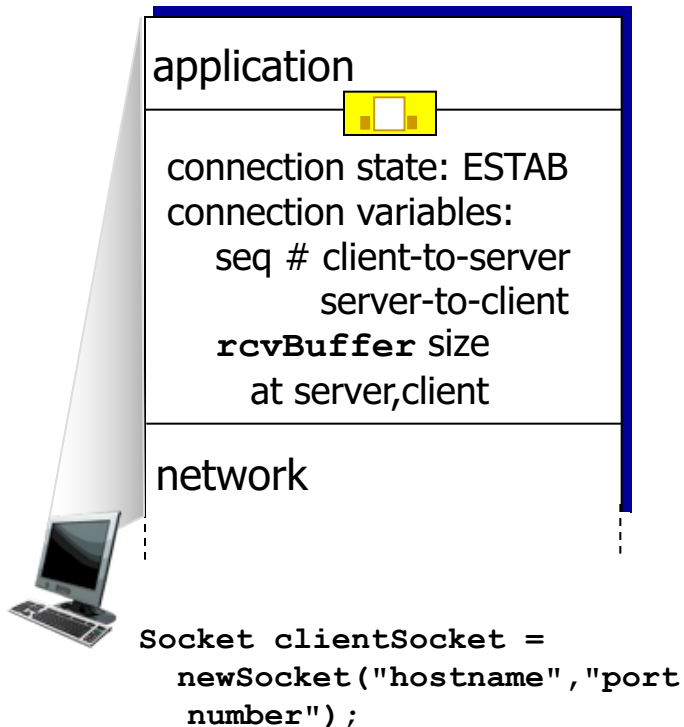 application
connection state: ESTAB
connection variables:
seq # client-to-server
server-to-client
rcvBuffer size
at server,client
network
Socket clientSocket =
newSocket("hostname","port
number");